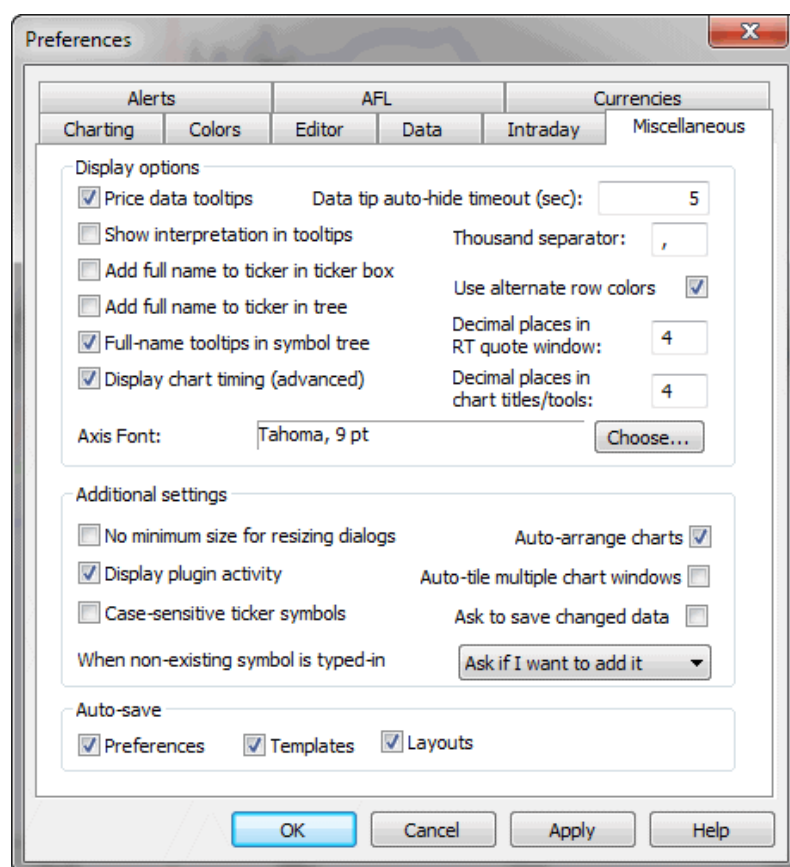 Preferences
Alerts AFL Currencies
Charting Colors Editor Data Intraday Miscellaneous
Display options
Price data tooltips Data tip auto-hide timeout (sec): 5
Show interpretation in tooltips Thousand separator: ,
Add full name to ticker in ticker box
Use alternate row colors
Add full name to ticker in tree
Decimal places in
RT quote window: 4
Full-name tooltips in symbol tree
Display chart timing (advanced)
Decimal places in
chart titles/tools: 4
Axis Font: Tahoma, 9 pt Choose...
Additional settings
No minimum size for resizing dialogs Auto-arrange charts
Display plugin activity Auto-tile multiple chart windows
Case-sensitive ticker symbols Ask to save changed data
When non-existing symbol is typed-in Ask if I want to add it
Auto-save
Preferences Templates Layouts
OK Cancel Apply Help